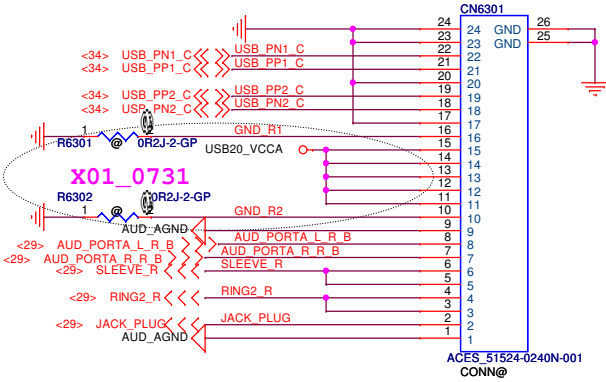 CN6301
24 24 GND 26
23 23 GND 25
<34> USB_PN1_C USB_PN1_C 22 22
<34> USB_PP1_C USB_PP1_C 21 21
20 20
<34> USB_PP2_C USB_PP2_C 19 19
<34> USB_PN2_C USB_PN2_C 18 18
17 17
1 2 GND_R1 16 16
R6301 @ 0R2J-2-GP
USB20_VCCA 15 15
14 14
X01_0731 13 13
12 12
R6302 0R2J-2-GP 11 11
1 @ 2 GND_R2 10 10
AUD_AGND 9 9
<29> AUD_PORTA_L_R_B AUD_PORTA_L_R_B 8 8
<29> AUD_PORTA_R_R_B AUD_PORTA_R_R_B 7 7
<29> SLEEVE_R SLEEVE_R 6 6
5 5
<29> RING2_R RING2_R 4 4
3 3
<29> JACK_PLUG JACK_PLUG 2 2
AUD_AGND 1 1
ACES_51524-0240N-001
CONN@